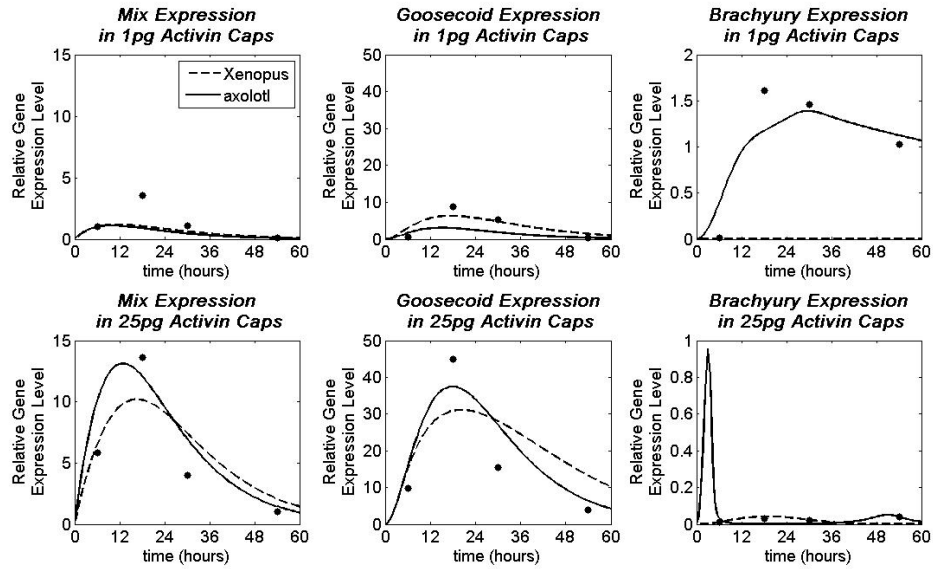 Mix Expression
in 1pg Activin Caps
Goosecoid Expression
in 1pg Activin Caps
Brachyury Expression
in 1pg Activin Caps
Relative Gene
Expression Level
15
10
5
0
Xenopus
axolotl
0 12 24 36 48 60
time (hours)
Relative Gene
Expression Level
50
40
30
20
10
0
0 12 24 36 48 60
time (hours)
Relative Gene
Expression Level
2
1.5
1
0.5
0
0 12 24 36 48 60
time (hours)
Mix Expression
in 25pg Activin Caps
Goosecoid Expression
in 25pg Activin Caps
Brachyury Expression
in 25pg Activin Caps
Relative Gene
Expression Level
15
10
5
0
0 12 24 36 48 60
time (hours)
Relative Gene
Expression Level
50
40
30
20
10
0
0 12 24 36 48 60
time (hours)
Relative Gene
Expression Level
1
0.8
0.6
0.4
0.2
0
0 12 24 36 48 60
time (hours)